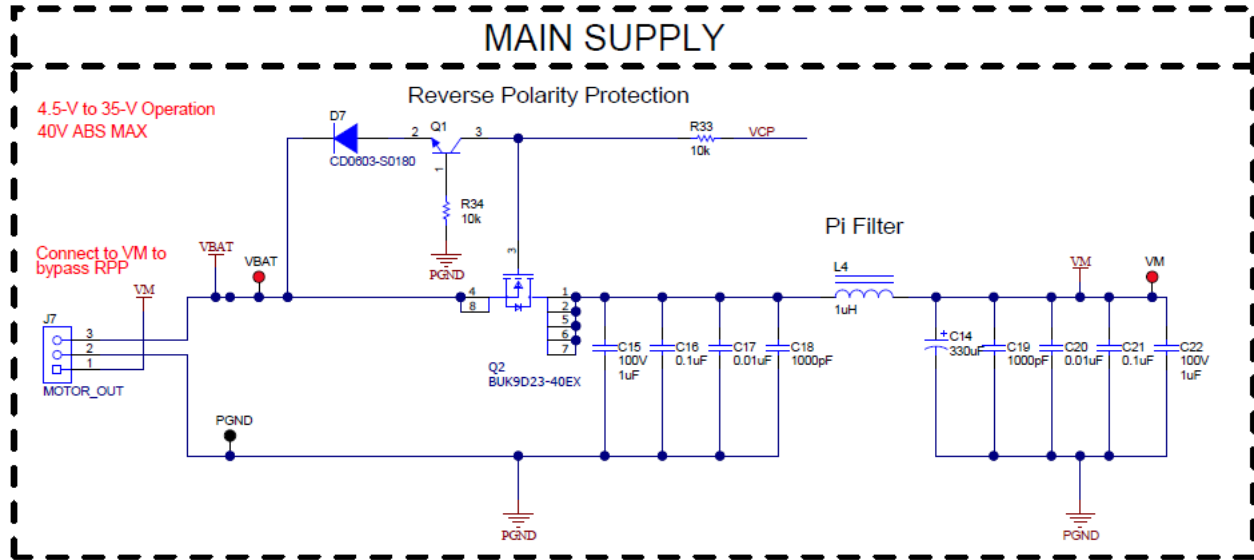 MAIN SUPPLY
4.5-V to 35-V Operation
40V ABS MAX
Reverse Polarity Protection
D7
CD0603-S0180
2
Q1
3
1
R33
10k
VCP
R34
10k
PGND
Pi Filter
Connect to VM to
bypass RPP
VM
VBAT
VBAT
J7
3
2
1
MOTOR_OUT
3
4
8
1
2
5
6
7
Q2
BUK9D23-40EX
C15
100V
1uF
C16
0.1uF
C17
0.01uF
C18
1000pF
L4
1uH
+
C14
330uF
C19
1000pF
C20
0.01uF
C21
0.1uF
C22
100V
1uF
VM
VM
PGND
PGND
PGND